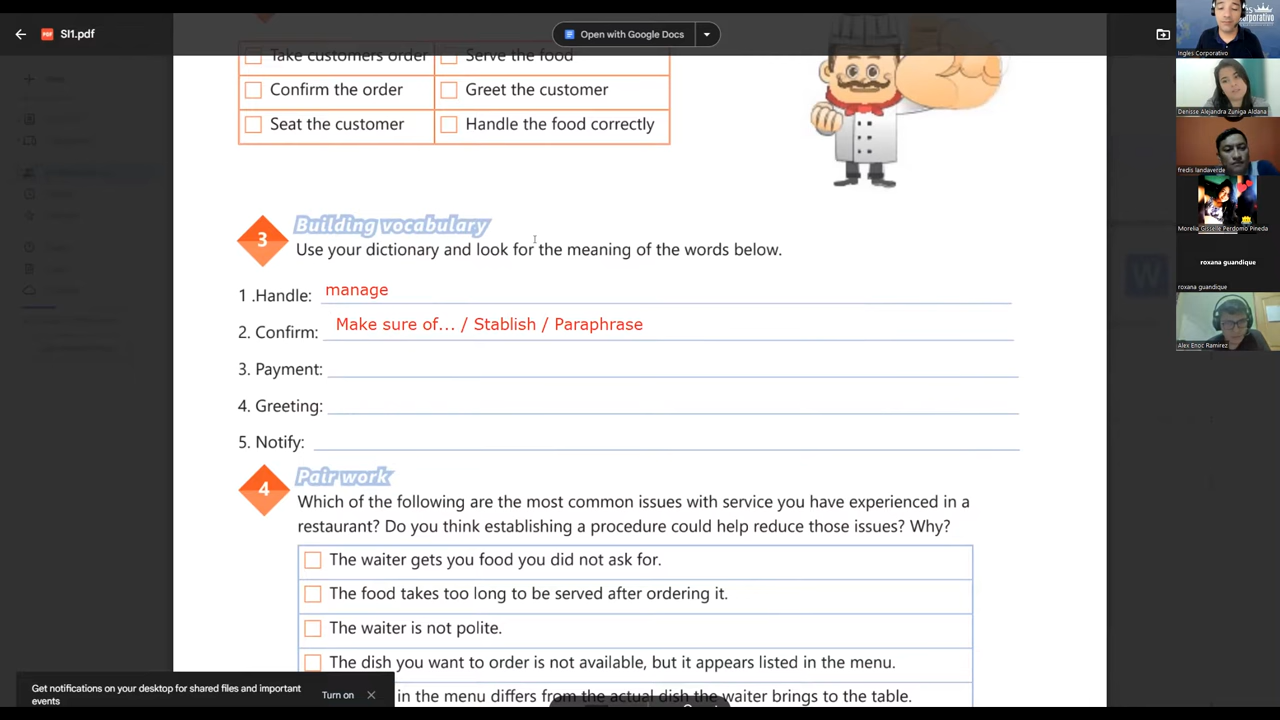 SI1.pdf
Open with Google Docs
Take customers order
Serve the food
Confirm the order
Greet the customer
Seat the customer
Handle the food correctly
3
Building vocabulary
Use your dictionary and look for the meaning of the words below.
1 .Handle: manage
2. Confirm: Make sure of... / Stablish / Paraphrase
3. Payment:
4. Greeting:
5. Notify:
4
Pair work
Which of the following are the most common issues with service you have experienced in a
restaurant? Do you think establishing a procedure could help reduce those issues? Why?
The waiter gets you food you did not ask for.
The food takes too long to be served after ordering it.
The waiter is not polite.
The dish you want to order is not available, but it appears listed in the menu.
in the menu differs from the actual dish the waiter brings to the table.
Get notifications on your desktop for shared files and important
events
Turn on
Ingles Corporativo
Denisse Alejandra Zuniga Aldana
fredis landaverde
Morelia Gisselle Perdomo Pineda
roxana guandique
roxana guandique
Alex Enoc Ramirez